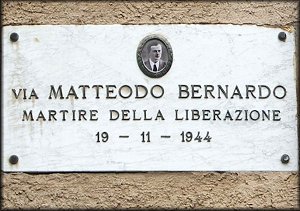 VIA MATTEODO BERNARDO
MARTIRE DELLA LIBERAZIONE
19 - 11 - 1944